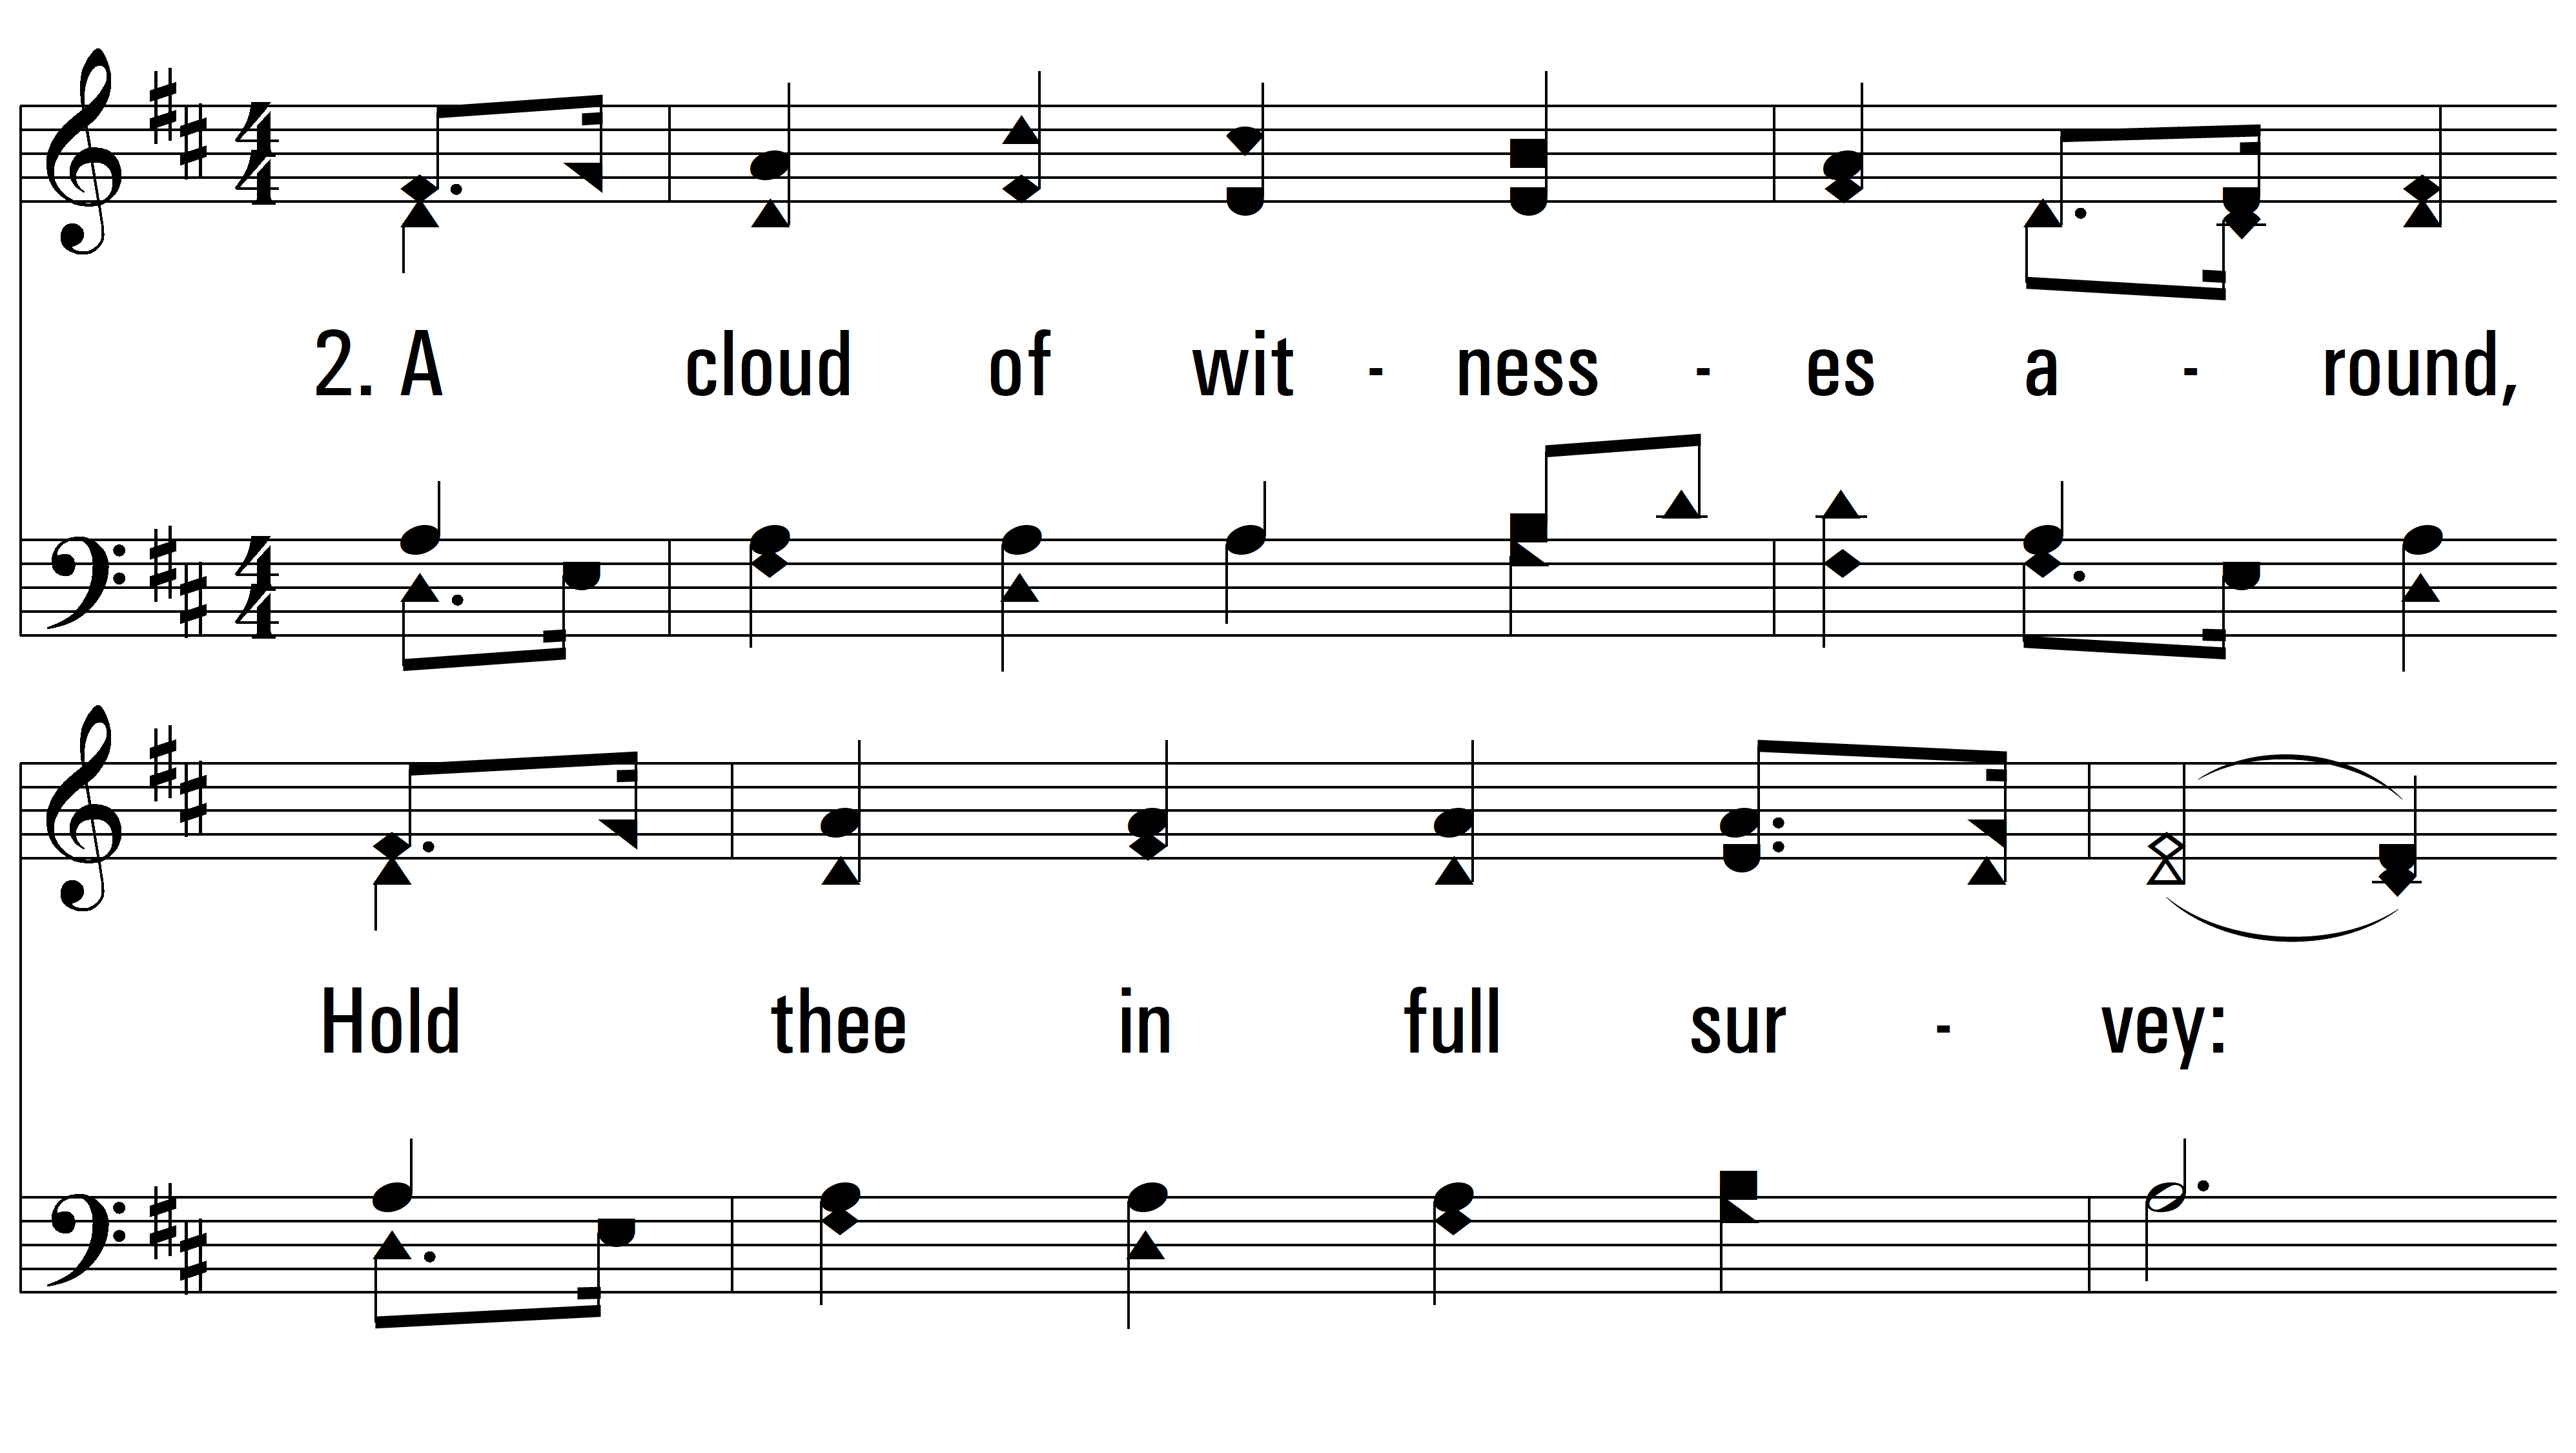 2. A cloud of wit - ness - es a - round,
Hold thee in full sur - vey: